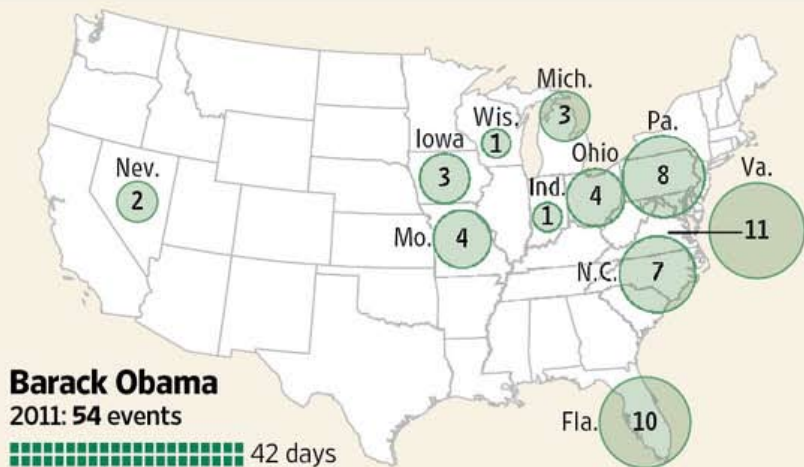 Mich.
3
Wis.
1
Pa.
8
Iowa
3
Ohio
4
Va.
11
Nev.
2
Ind.
1
Mo.
4
N.C.
7
Barack Obama
2011: 54 events
Fla.
10
42 days